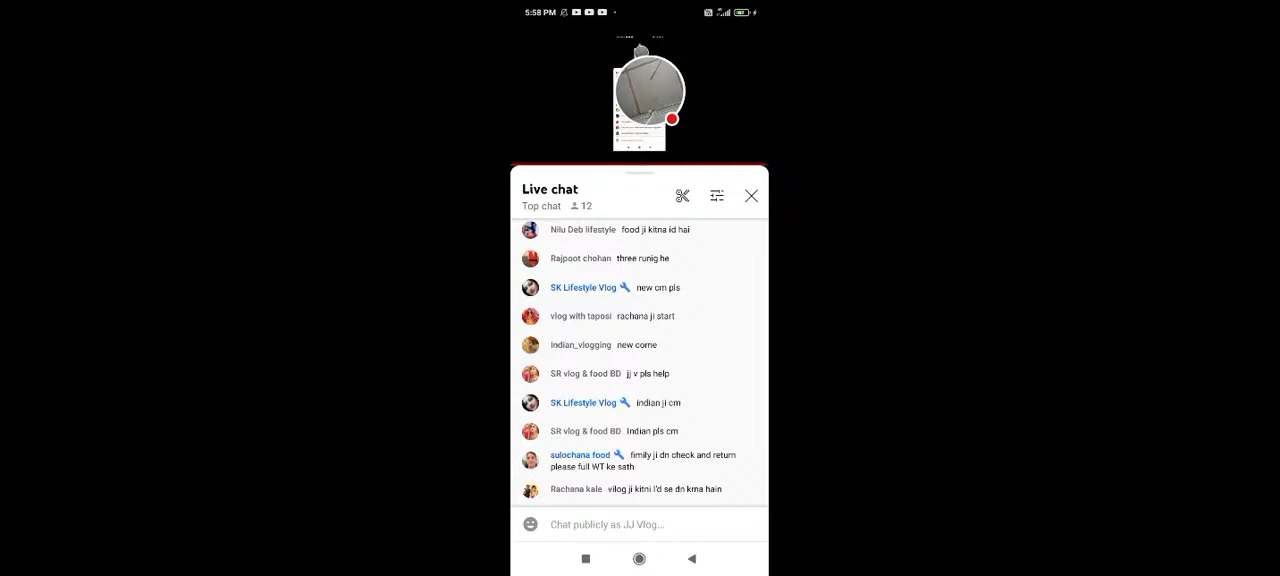 5:58 PM
Live chat
Top chat 12
Nilu Deb lifestyle food ji kitna id hai
Rajpoot chohan three runig he
SK Lifestyle Vlog new cm pls
vlog with taposi rachana ji start
Indian_vlogging new come
SR vlog & food BD jj v pls help
SK Lifestyle Vlog indian ji cm
SR vlog & food BD Indian pls cm
sulochana food fimily ji dn check and return
please full WT ke sath
Rachana kale vilog ji kitni I'd se dn krna hain
Chat publicly as JJ Vlog...